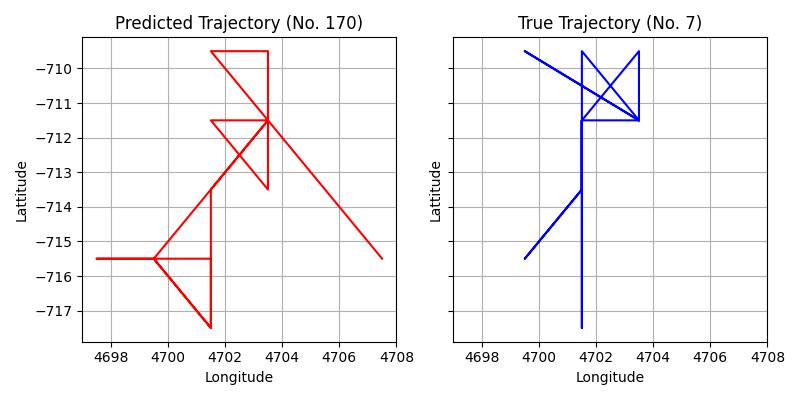 Predicted Trajectory (No. 170)
Lattitude
−710
−711
−712
−713
−714
−715
−716
−717
4698 4700 4702 4704 4706 4708
Longitude
True Trajectory (No. 7)
Lattitude
4698 4700 4702 4704 4706 4708
Longitude